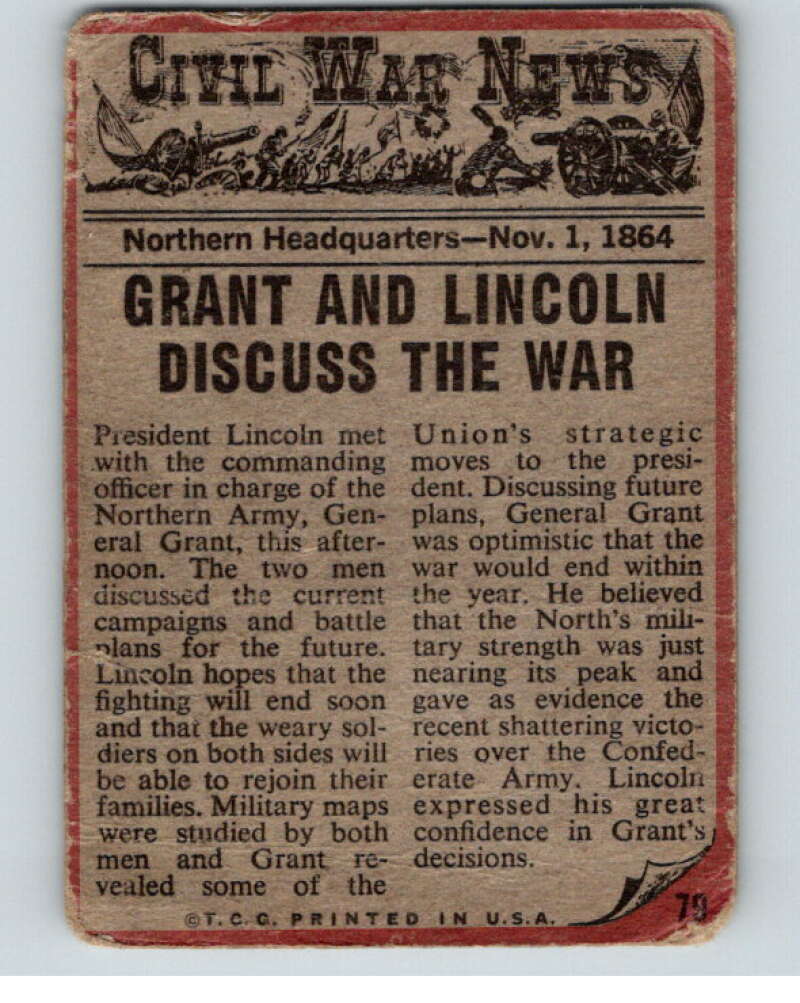 CIVIL WAR NEWS
Northern Headquarters—Nov. 1, 1864
GRANT AND LINCOLN
DISCUSS THE WAR
President Lincoln met
with the commanding
officer in charge of the
Northern Army, Gen-
eral Grant, this after-
noon. The two men
discussed the current
campaigns and battle
plans for the future.
Lincoln hopes that the
fighting will end soon
and that the weary sol-
diers on both sides will
be able to rejoin their
families. Military maps
were studied by both
men and Grant re-
vealed some of the
Union's strategic
moves to the presi-
dent. Discussing future
plans, General Grant
was optimistic that the
war would end within
the year. He believed
that the North's mili-
tary strength was just
nearing its peak and
gave as evidence the
recent shattering victo-
ries over the Confed-
erate Army. Lincoln
expressed his great
confidence in Grant's
decisions.
©T.C.G. PRINTED IN U.S.A.
79